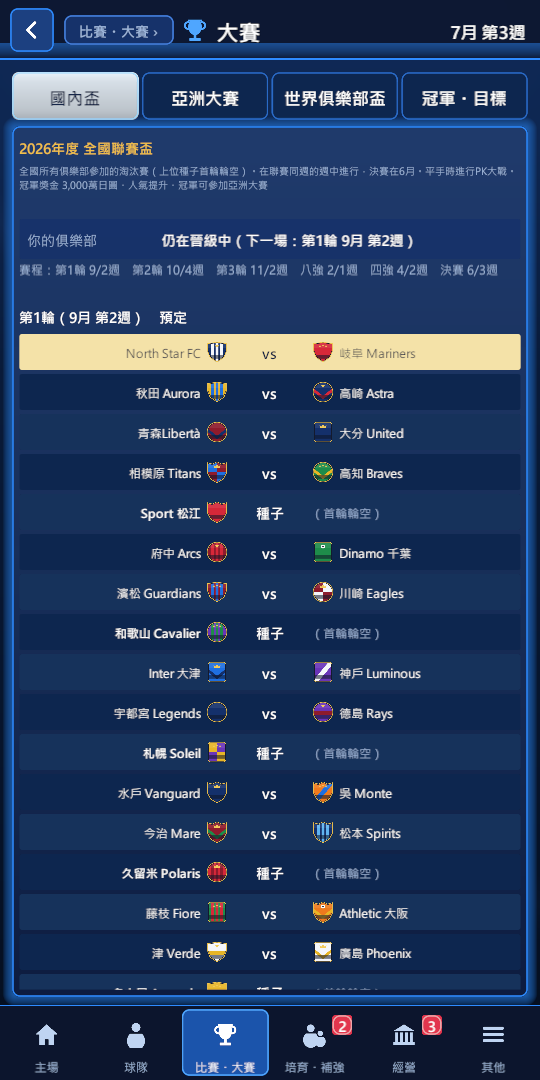 比賽・大賽 ›
大賽
7月 第3週
國內盃
亞洲大賽
世界俱樂部盃
冠軍・目標
2026年度 全國聯賽盃
全國所有俱樂部參加的淘汰賽（上位種子首輪輪空）・在聯賽同週的週中進行・決賽在6月・平手時進行PK大戰・
冠軍獎金 3,000萬日圓・人氣提升・冠軍可參加亞洲大賽
你的俱樂部 仍在晉級中（下一場：第1輪 9月 第2週）
賽程：第1輪 9/2週 第2輪 10/4週 第3輪 11/2週 八強 2/1週 四強 4/2週 決賽 6/3週
第1輪（9月 第2週） 預定
North Star FC vs 岐阜 Mariners
秋田 Aurora vs 高崎 Astra
青森Libertà vs 大分 United
相模原 Titans vs 高知 Braves
Sport 松江 種子 （首輪輪空）
府中 Arcs vs Dinamo 千葉
濱松 Guardians vs 川崎 Eagles
和歌山 Cavalier 種子 （首輪輪空）
Inter 大津 vs 神戶 Luminous
宇都宮 Legends vs 德島 Rays
札幌 Soleil 種子 （首輪輪空）
水戶 Vanguard vs 吳 Monte
今治 Mare vs 松本 Spirits
久留米 Polaris 種子 （首輪輪空）
藤枝 Fiore vs Athletic 大阪
津 Verde vs 廣島 Phoenix
主場
球隊
比賽・大賽
培育・補強
2
經營
3
其他